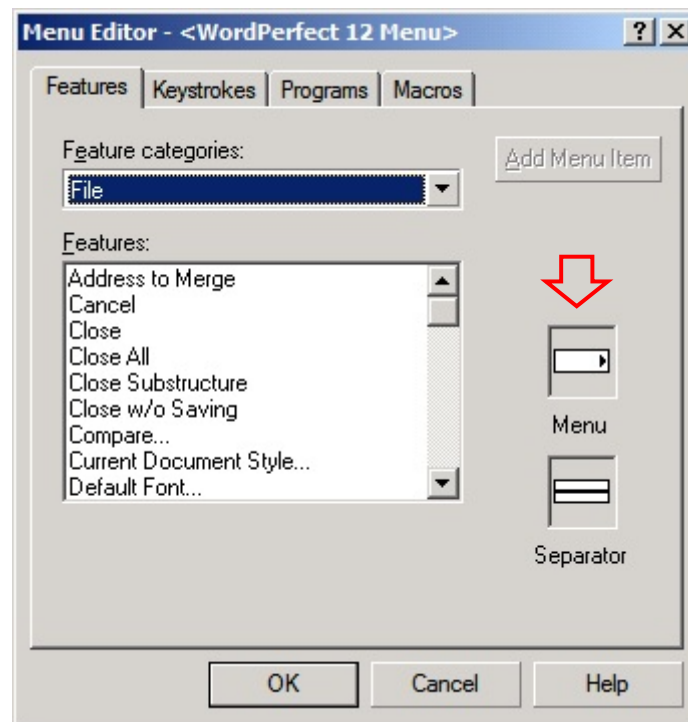 Menu Editor - <WordPerfect 12 Menu>
Features Keystrokes Programs Macros
Feature categories:
Add Menu Item
File
Features:
Address to Merge
Cancel
Close
Close All
Close Substructure
Close w/o Saving
Compare...
Current Document Style...
Default Font...
Menu
Separator
OK Cancel Help